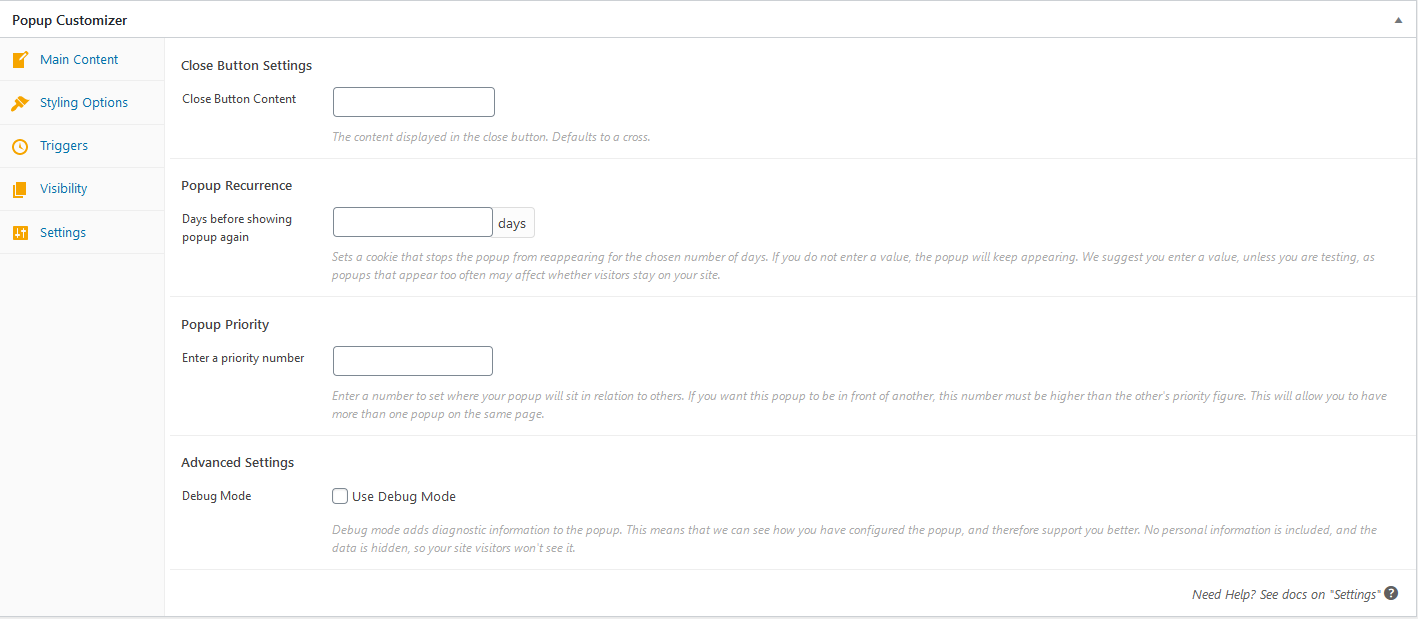 Popup Customizer
Main Content
Styling Options
Triggers
Visibility
Settings
Close Button Settings
Close Button Content
The content displayed in the close button. Defaults to a cross.
Popup Recurrence
Days before showing
popup again
days
Sets a cookie that stops the popup from reappearing for the chosen number of days. If you do not enter a value, the popup will keep appearing. We suggest you enter a value, unless you are testing, as
popups that appear too often may affect whether visitors stay on your site.
Popup Priority
Enter a priority number
Enter a number to set where your popup will sit in relation to others. If you want this popup to be in front of another, this number must be higher than the other's priority figure. This will allow you to have
more than one popup on the same page.
Advanced Settings
Debug Mode
Use Debug Mode
Debug mode adds diagnostic information to the popup. This means that we can see how you have configured the popup, and therefore support you better. No personal information is included, and the
data is hidden, so your site visitors won't see it.
Need Help? See docs on "Settings" ?